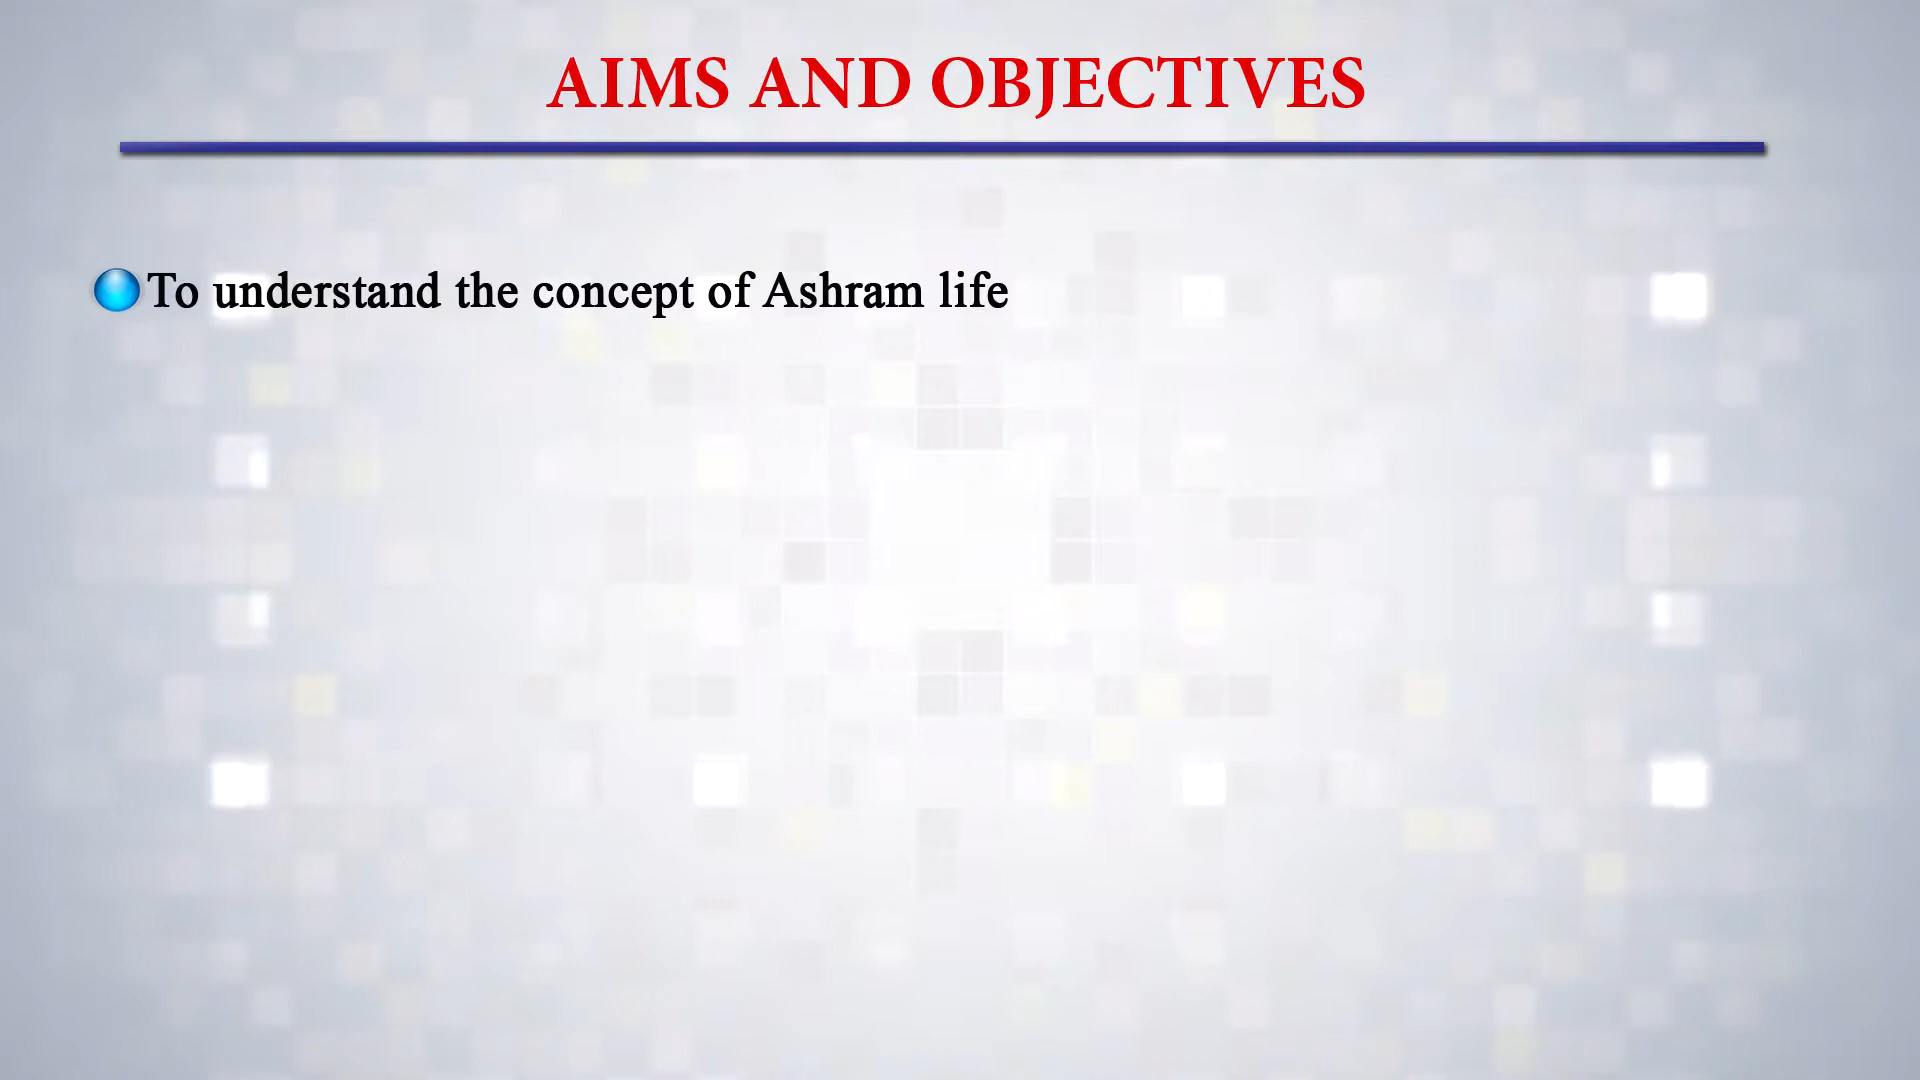 AIMS AND OBJECTIVES
To understand the concept of Ashram life